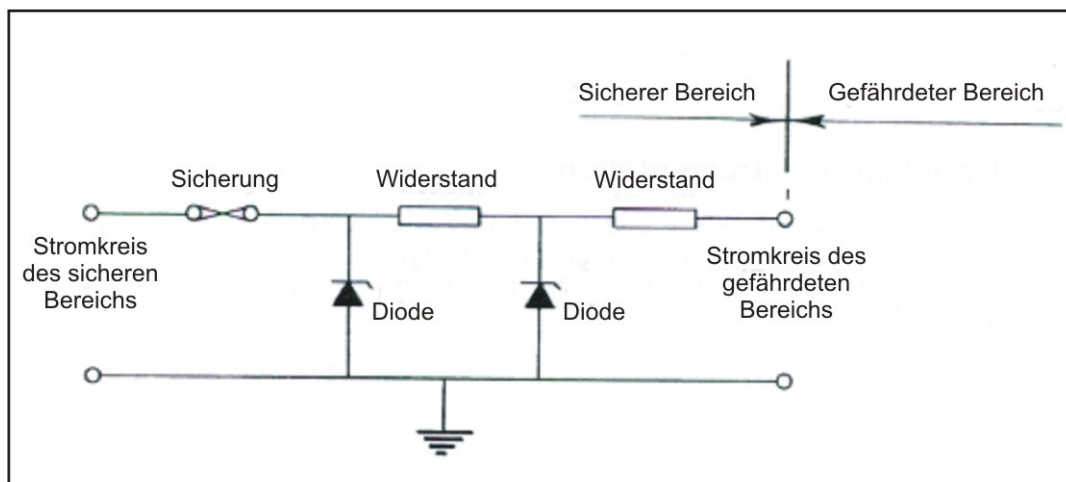 Sicherer Bereich
Gefährdeter Bereich
Sicherung
Widerstand
Widerstand
Stromkreis
des sicheren
Bereichs
Diode
Diode
Stromkreis des
gefährdeten
Bereichs